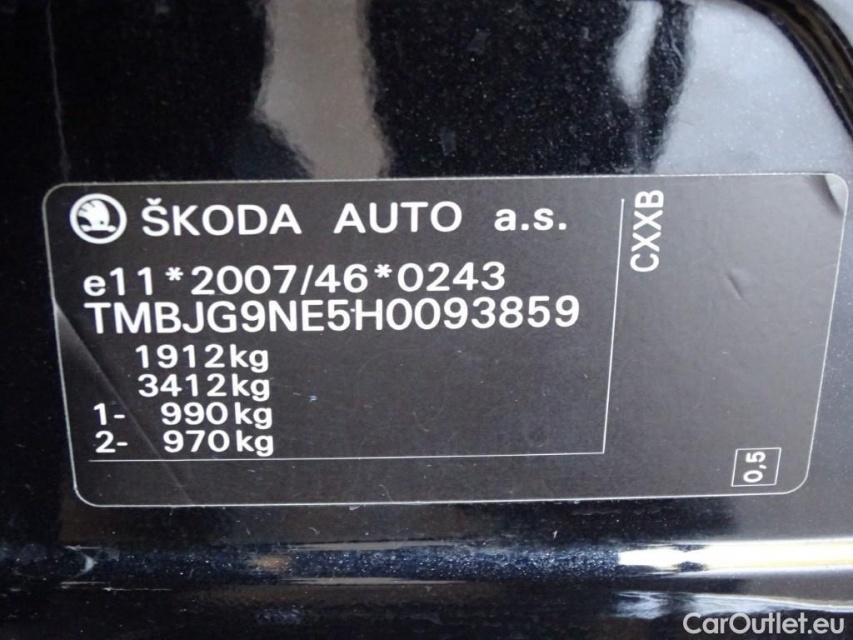 ŠKODA AUTO a.s.
e11*2007/46*0243
TMBJG9NE5H0093859
1912kg
3412kg
1- 990kg
2- 970kg
CXXB
0,5
CarOutlet.eu